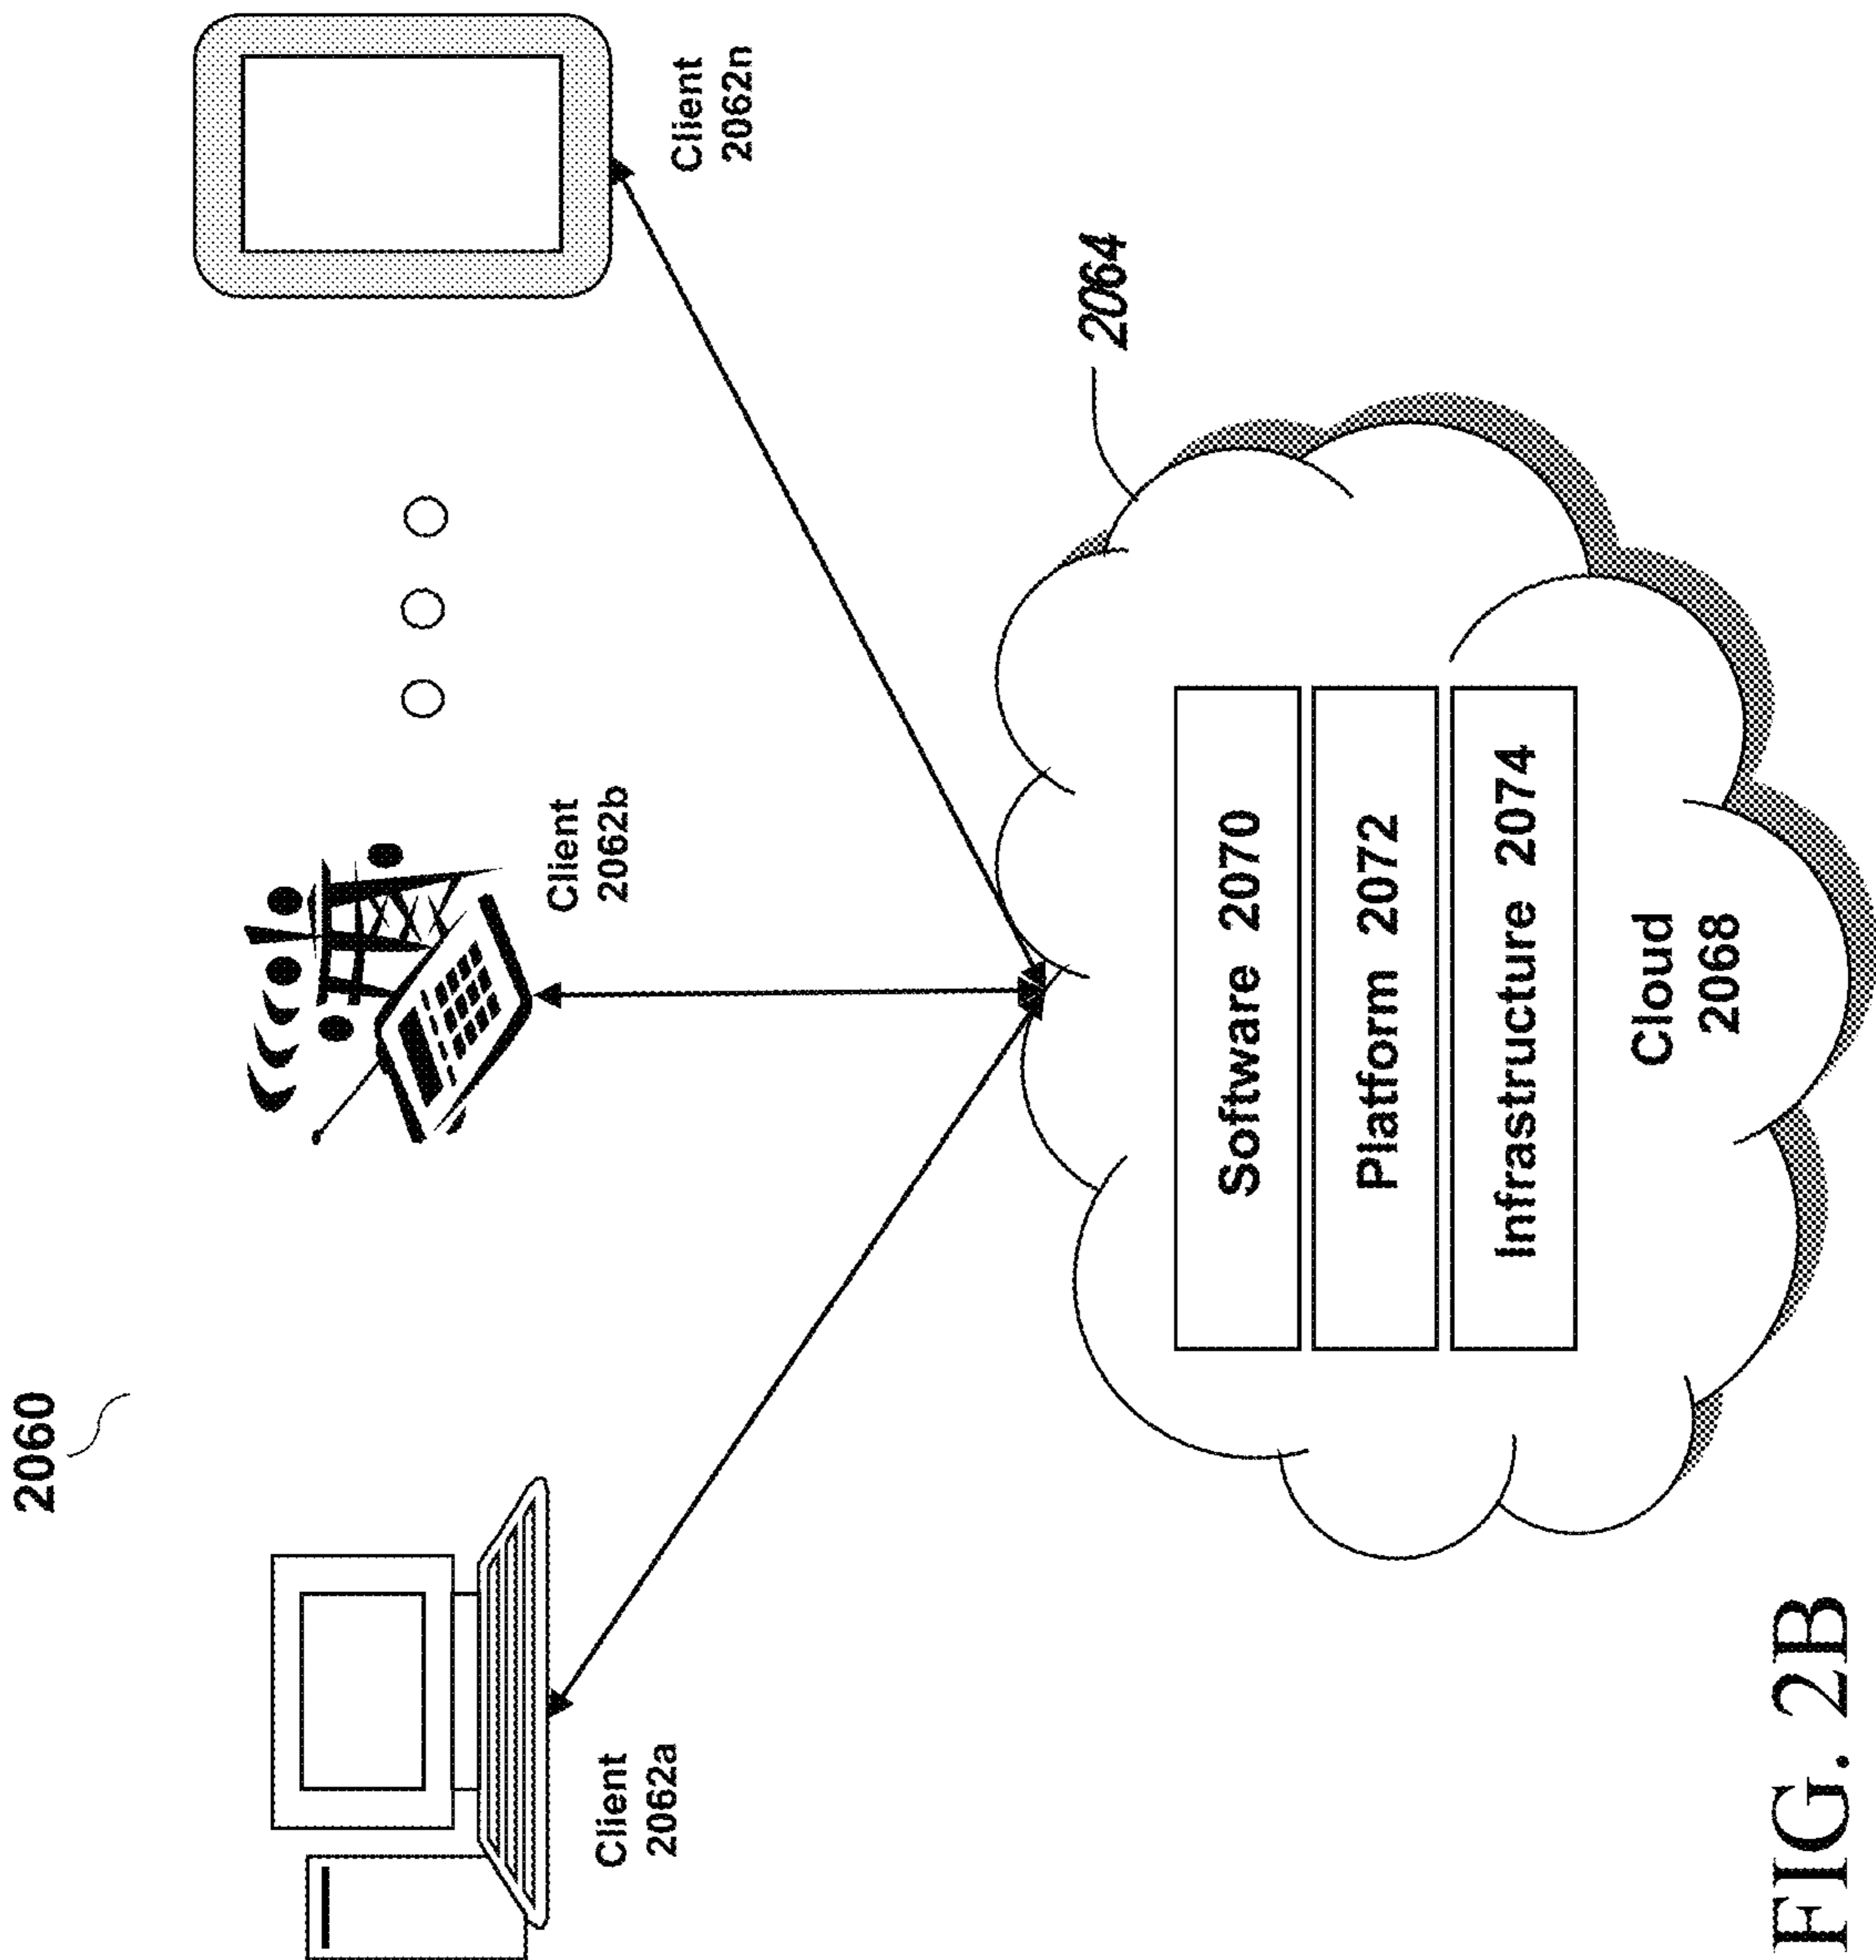 2060
Client
2062a
Client
2062b
Client
2062n
2064
Software 2070
Platform 2072
Infrastructure 2074
Cloud
2068
FIG. 2B